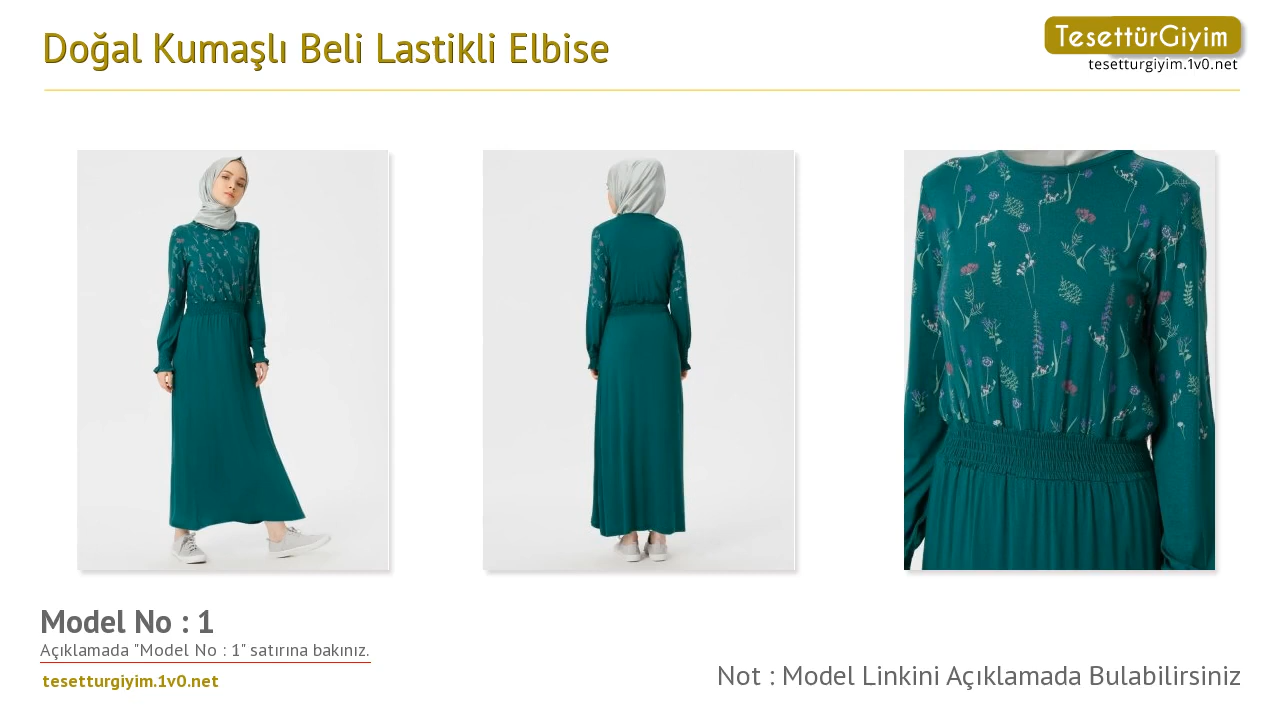 Doğal Kumaşlı Beli Lastikli Elbise
TesettürGiyim
tesetturgiyim.1v0.net
Model No : 1
Açıklamada "Model No : 1" satırına bakınız.
tesetturgiyim.1v0.net
Not : Model Linkini Açıklamada Bulabilirsiniz